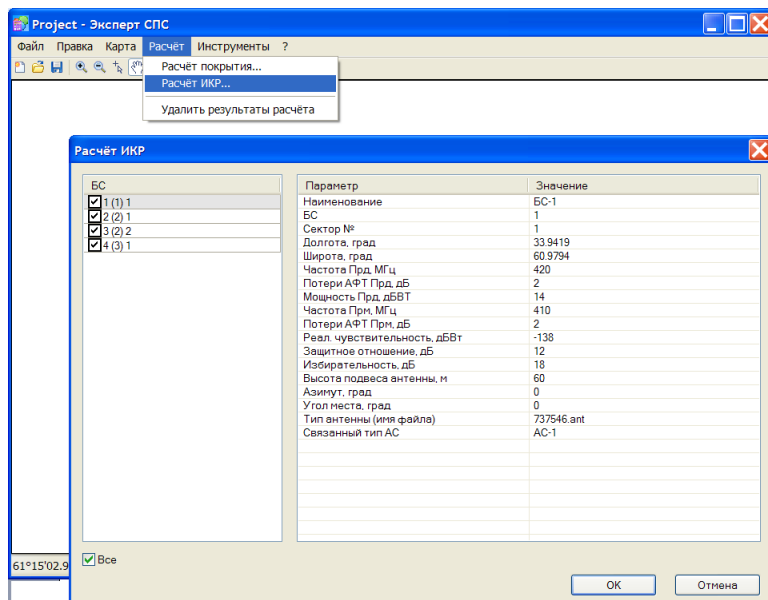 Project - Эксперт СПС
Файл Правка Карта Расчёт Инструменты ?
Расчёт покрытия...
Расчёт ИКР...
Удалить результаты расчёта
Расчёт ИКР
БС
1 (1) 1
2 (2) 1
3 (2) 2
4 (3) 1
Параметр Значение
Наименование БС-1
БС 1
Сектор № 1
Долгота, град 33.9419
Широта, град 60.9794
Частота Прд, МГц 420
Потери АФТ Прд, дБ 2
Мощность Прд, дБВТ 14
Частота Прм, МГц 410
Потери АФТ Прм, дБ 2
Реал. чувствительность, дБВт -138
Защитное отношение, дБ 12
Избирательность, дБ 18
Высота подвеса антенны, м 60
Азимут, град 0
Угол места, град 0
Тип антенны (имя файла) 737546.ant
Связанный тип АС АС-1
Все
61°15'02.9
ОК Отмена